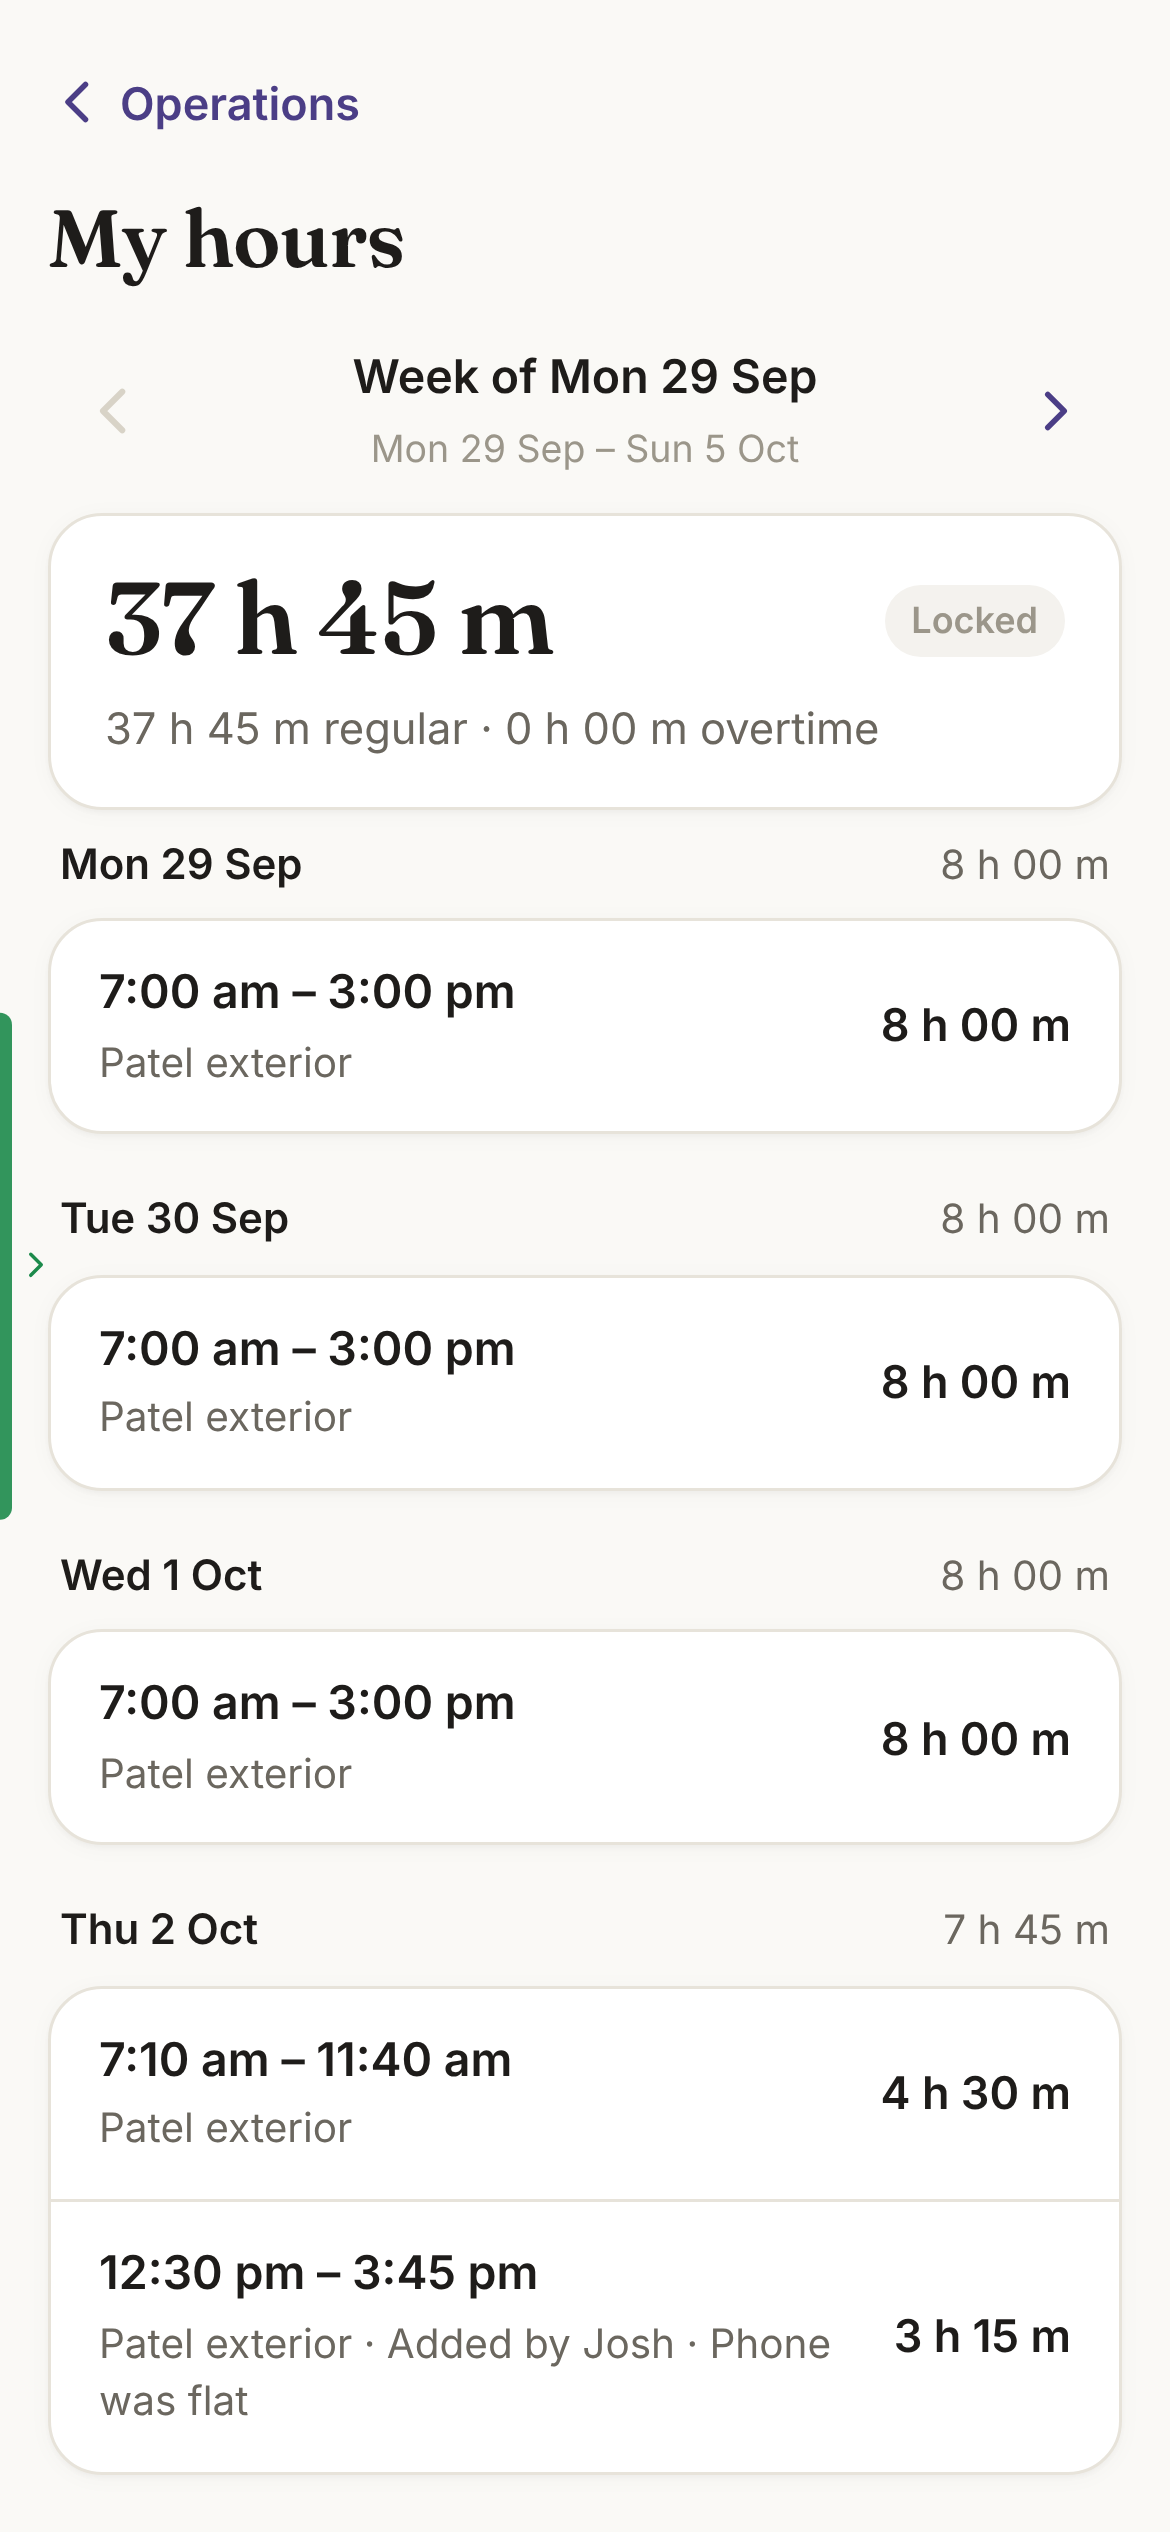 Operations
My hours
Week of Mon 29 Sep
Mon 29 Sep – Sun 5 Oct
37 h 45 m
Locked
37 h 45 m regular · 0 h 00 m overtime
Mon 29 Sep
8 h 00 m
7:00 am – 3:00 pm
Patel exterior
8 h 00 m
Tue 30 Sep
8 h 00 m
7:00 am – 3:00 pm
Patel exterior
8 h 00 m
Wed 1 Oct
8 h 00 m
7:00 am – 3:00 pm
Patel exterior
8 h 00 m
Thu 2 Oct
7 h 45 m
7:10 am – 11:40 am
Patel exterior
4 h 30 m
12:30 pm – 3:45 pm
Patel exterior · Added by Josh · Phone
was flat
3 h 15 m